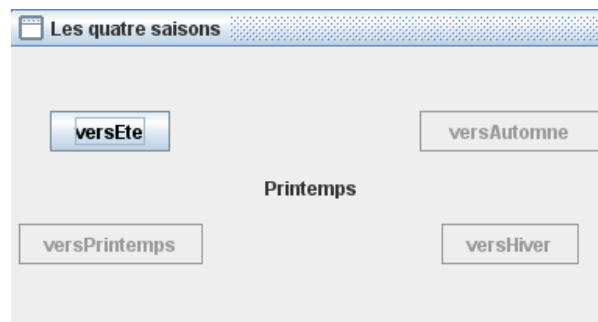 Les quatre saisons
versEte
versAutomne
Printemps
versPrintemps
versHiver